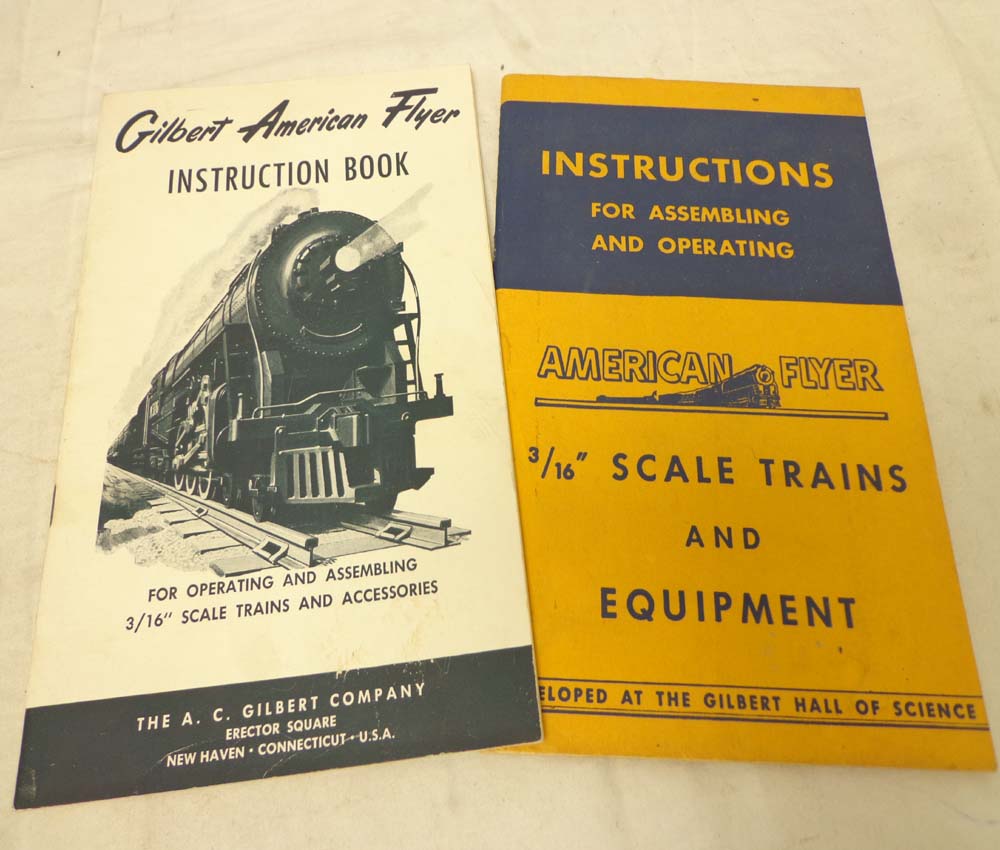 Gilbert American Flyer
INSTRUCTION BOOK
FOR OPERATING AND ASSEMBLING
3/16" SCALE TRAINS AND ACCESSORIES
THE A. C. GILBERT COMPANY
ERECTOR SQUARE
NEW HAVEN • CONNECTICUT • U.S.A.
INSTRUCTIONS
FOR ASSEMBLING
AND OPERATING
AMERICAN FLYER
3/16" SCALE TRAINS
AND
EQUIPMENT
ELOPED AT THE GILBERT HALL OF SCIENCE